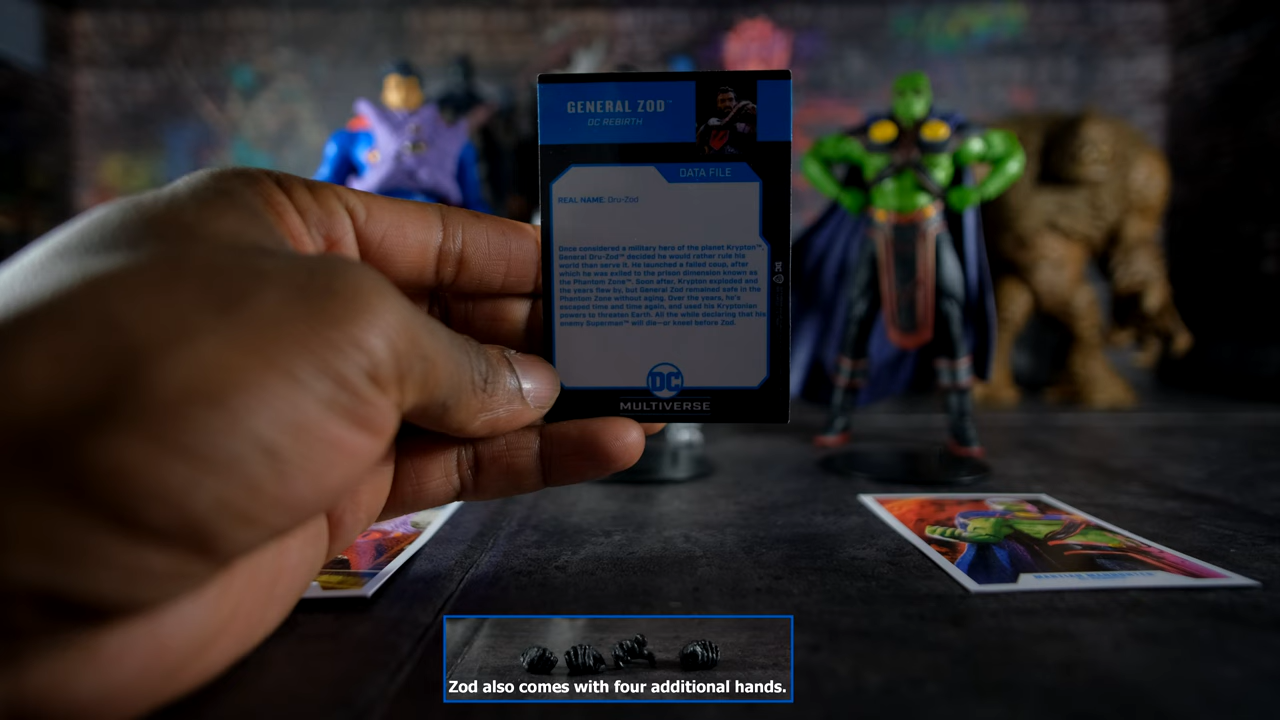 GENERAL ZOD™
DC REBIRTH
DATA FILE
REAL NAME: Dru-Zod
Once considered a military hero of the planet Krypton™,
General Dru-Zod™ decided he would rather rule his
world than serve it. He launched a failed coup, after
which he was exiled to the prison dimension known as
the Phantom Zone™. Soon after, Krypton exploded and
the years flew by, but General Zod remained safe in the
Phantom Zone without aging. Over the years, he's
escaped time and time again, and used his Kryptonian
powers to threaten Earth. All the while declaring that his
enemy Superman™ will die—or kneel before Zod.
DC
DC
MULTIVERSE
MARTIAN MANHUNTER
Zod also comes with four additional hands.